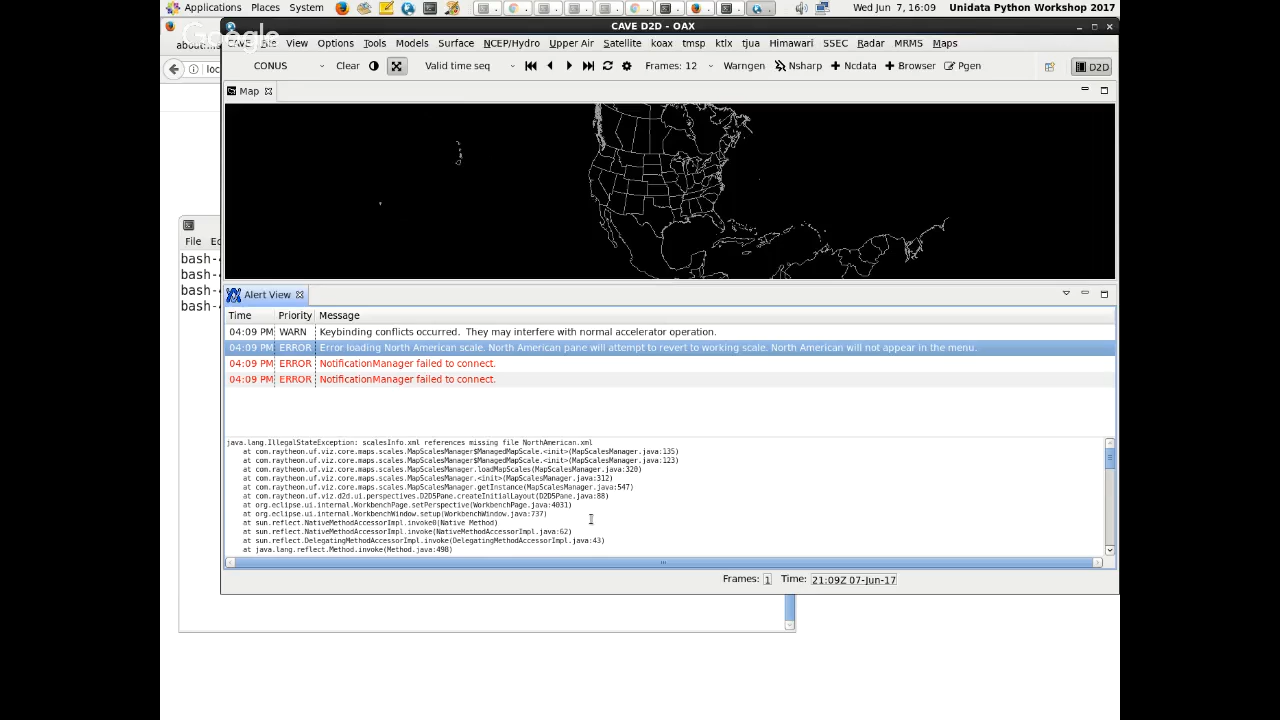 Applications Places System
Wed Jun 7, 16:09
Unidata Python Workshop 2017
CAVE D2D - OAX
Google
about:
View Options Tools Models Surface NCEP/Hydro Upper Air Satellite koax tmsp ktlx tjua Himawari SSEC Radar MRMS Maps
loc
CONUS Clear Valid time seq Frames: 12 Warngen Nsharp Ncdata Browser Pgen D2D
Map
File
bash-
bash-
bash-
bash-
Alert View
Time Priority Message
04:09 PM WARN Keybinding conflicts occurred. They may interfere with normal accelerator operation.
04:09 PM ERROR Error loading North American scale. North American pane will attempt to revert to working scale. North American will not appear in the menu.
04:09 PM ERROR NotificationManager failed to connect.
04:09 PM ERROR NotificationManager failed to connect.
java.lang.IllegalStateException: scalesInfo.xml references missing file NorthAmerican.xml
at com.raytheon.uf.viz.core.maps.scales.MapScalesManager$ManagedMapScale.<init>(MapScalesManager.java:135)
at com.raytheon.uf.viz.core.maps.scales.MapScalesManager$ManagedMapScale.<init>(MapScalesManager.java:123)
at com.raytheon.uf.viz.core.maps.scales.MapScalesManager.loadMapScales(MapScalesManager.java:320)
at com.raytheon.uf.viz.core.maps.scales.MapScalesManager.<init>(MapScalesManager.java:312)
at com.raytheon.uf.viz.core.maps.scales.MapScalesManager.getInstance(MapScalesManager.java:547)
at com.raytheon.uf.viz.d2d.ui.perspectives.D2D5Pane.createInitialLayout(D2D5Pane.java:88)
at org.eclipse.ui.internal.WorkbenchPage.setPerspective(WorkbenchPage.java:4031)
at org.eclipse.ui.internal.WorkbenchWindow.setup(WorkbenchWindow.java:737)
at sun.reflect.NativeMethodAccessorImpl.invoke0(Native Method)
at sun.reflect.NativeMethodAccessorImpl.invoke(NativeMethodAccessorImpl.java:62)
at sun.reflect.DelegatingMethodAccessorImpl.invoke(DelegatingMethodAccessorImpl.java:43)
at java.lang.reflect.Method.invoke(Method.java:498)
Frames: 1 Time: 21:09Z 07-Jun-17